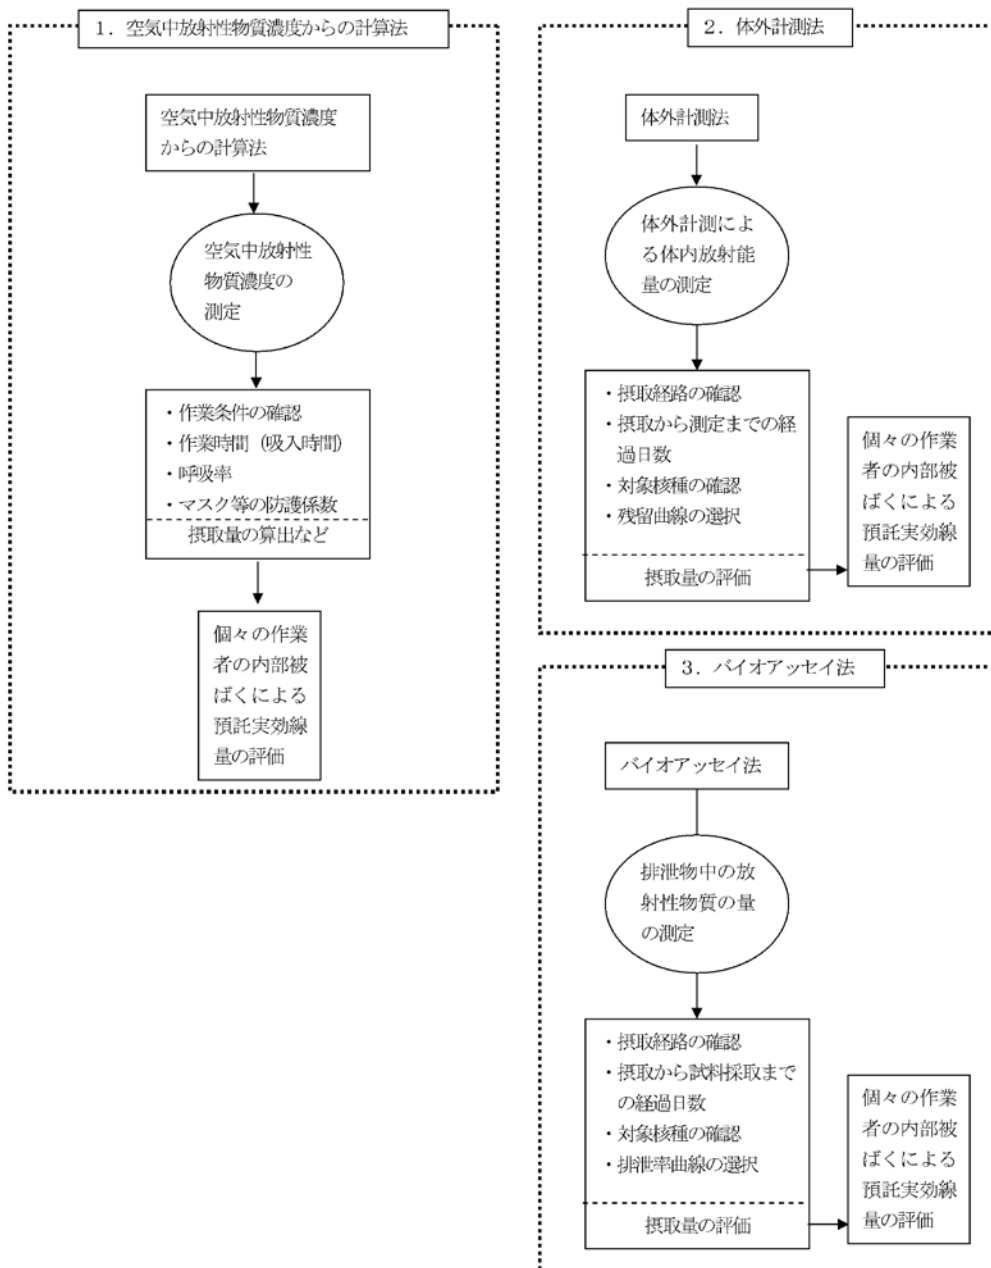 1．空気中放射性物質濃度からの計算法
空気中放射性物質濃度
からの計算法
空気中放射性
物質濃度の
測定
・作業条件の確認
・作業時間（吸入時間）
・呼吸率
・マスク等の防護係数
摂取量の算出など
個々の作業
者の内部被
ばくによる
預託実効線
量の評価
2．体外計測法
体外計測法
体外計測によ
る体内放射能
量の測定
・摂取経路の確認
・摂取から測定までの経
過日数
・対象核種の確認
・残留曲線の選択
摂取量の評価
個々の作業
者の内部被
ばくによる
預託実効線
量の評価
3．バイオアッセイ法
バイオアッセイ法
排泄物中の放
射性物質の量
の測定
・摂取経路の確認
・摂取から試料採取まで
の経過日数
・対象核種の確認
・排泄率曲線の選択
摂取量の評価
個々の作業
者の内部被
ばくによる
預託実効線
量の評価